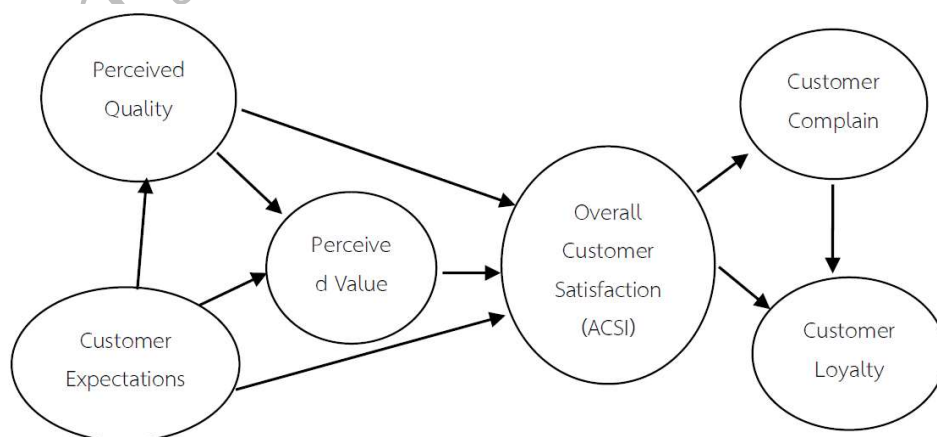 Perceived
Quality
Customer
Complain
Perceive
d Value
Overall
Customer
Satisfaction
(ACSI)
Customer
Expectations
Customer
Loyalty